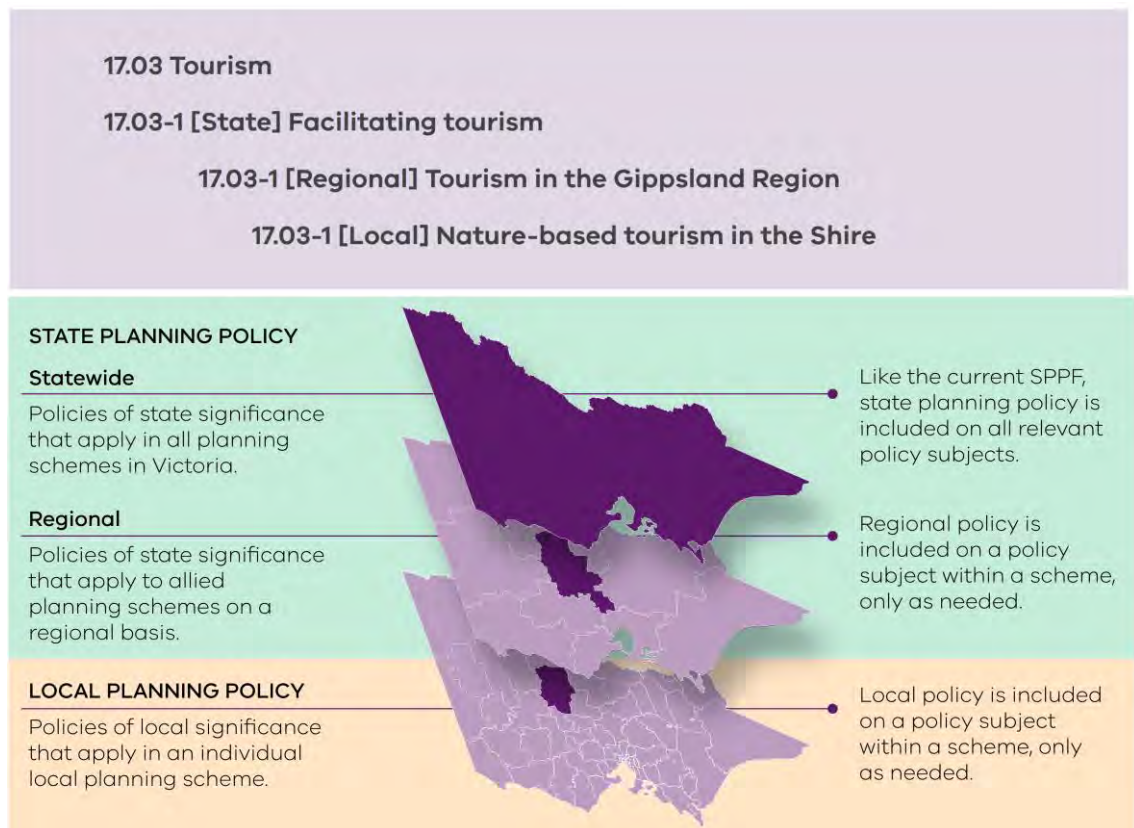 17.03 Tourism
17.03-1 [State] Facilitating tourism
17.03-1 [Regional] Tourism in the Gippsland Region
17.03-1 [Local] Nature-based tourism in the Shire
STATE PLANNING POLICY
Statewide
Policies of state significance
that apply in all planning
schemes in Victoria.
Like the current SPPF,
state planning policy is
included on all relevant
policy subjects.
Regional
Policies of state significance
that apply to allied
planning schemes on a
regional basis.
Regional policy is
included on a policy
subject within a scheme,
only as needed.
LOCAL PLANNING POLICY
Policies of local significance
that apply in an individual
local planning scheme.
Local policy is included
on a policy subject
within a scheme, only
as needed.